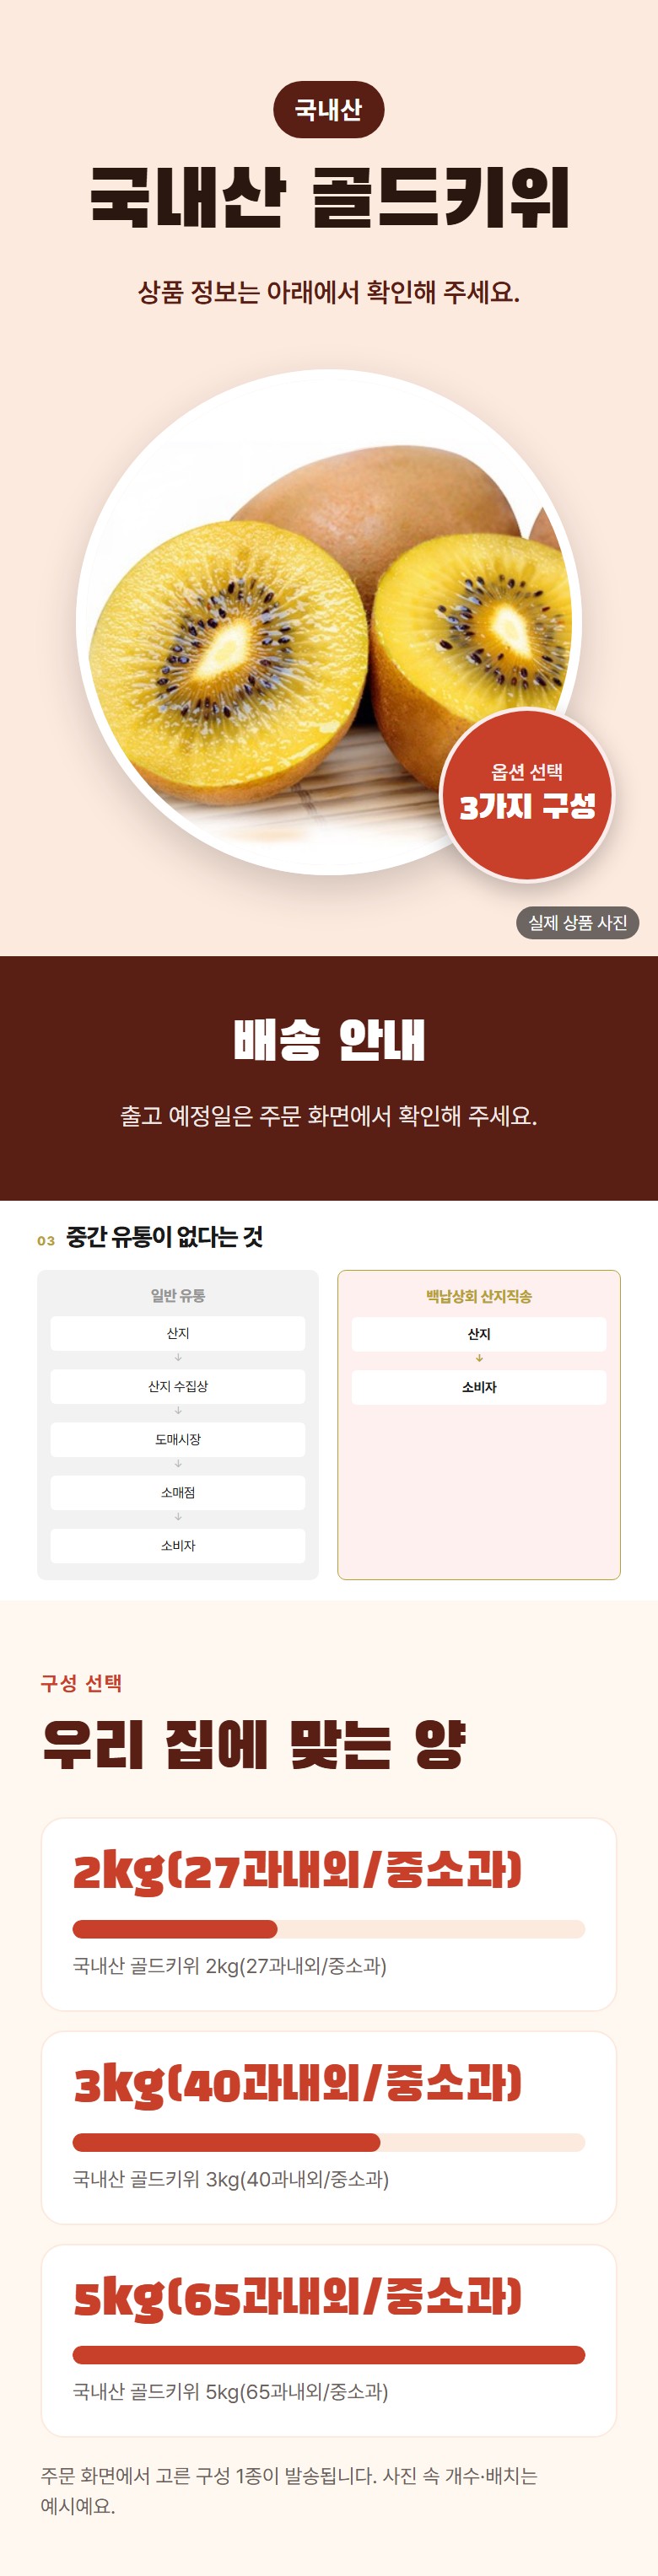 국내산
국내산 골드키위
상품 정보는 아래에서 확인해 주세요.
옵션 선택
3가지 구성
실제 상품 사진
배송 안내
출고 예정일은 주문 화면에서 확인해 주세요.
03 중간 유통이 없다는 것
일반 유통
산지
↓
산지 수집상
↓
도매시장
↓
소매점
↓
소비자
백납상회 산지직송
산지
↓
소비자
구성 선택
우리 집에 맞는 양
2kg(27과내외/중소과)
국내산 골드키위 2kg(27과내외/중소과)
3kg(40과내외/중소과)
국내산 골드키위 3kg(40과내외/중소과)
5kg(65과내외/중소과)
국내산 골드키위 5kg(65과내외/중소과)
주문 화면에서 고른 구성 1종이 발송됩니다. 사진 속 개수·배치는
예시예요.